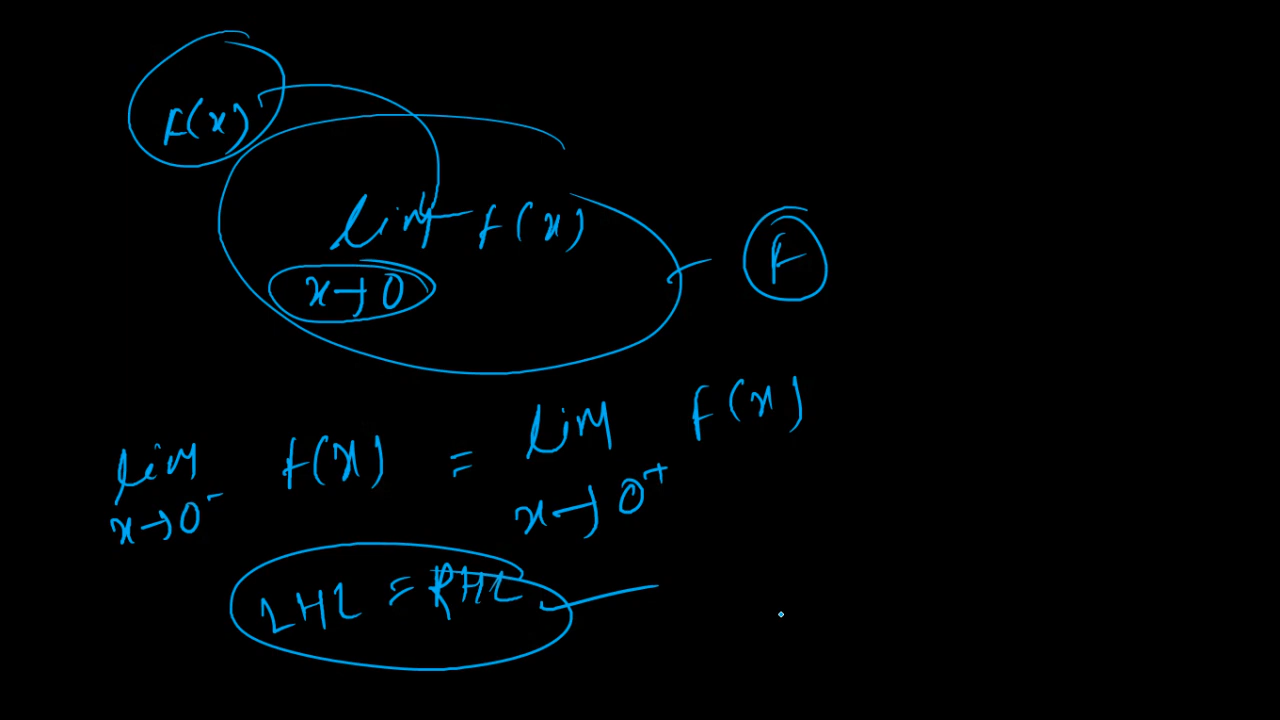 f(x)
lim f(x)
x→0
F
lim f(x) = lim f(x)
x→0⁻ x→0⁺
LHL = RHL